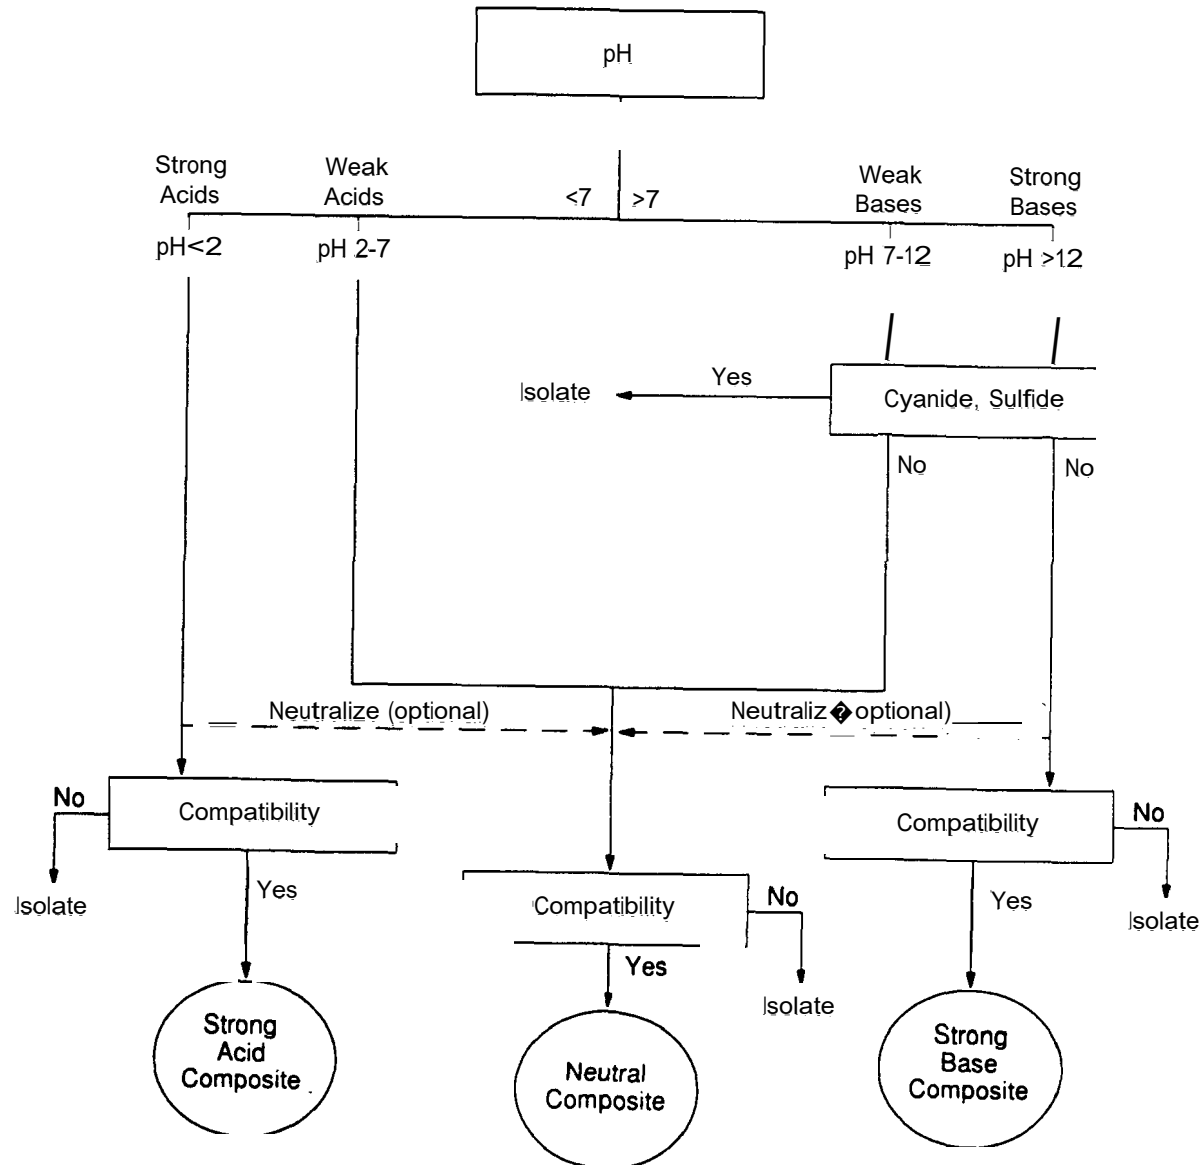 pH
Strong
Acids
Weak
Acids
<7
>7
Weak
Bases
Strong
Bases
pH<2
pH 2-7
pH 7-12
pH >12
Isolate
Yes
Cyanide, Sulfide
No
No
Neutralize (optional)
Neutraliz� optional)
No
Compatibility
Compatibility
No
Yes
Isolate
Compatibility
No
Yes
Isolate
Yes
Isolate
Strong
Acid
Composite
Neutral
Composite
Strong
Base
Composite